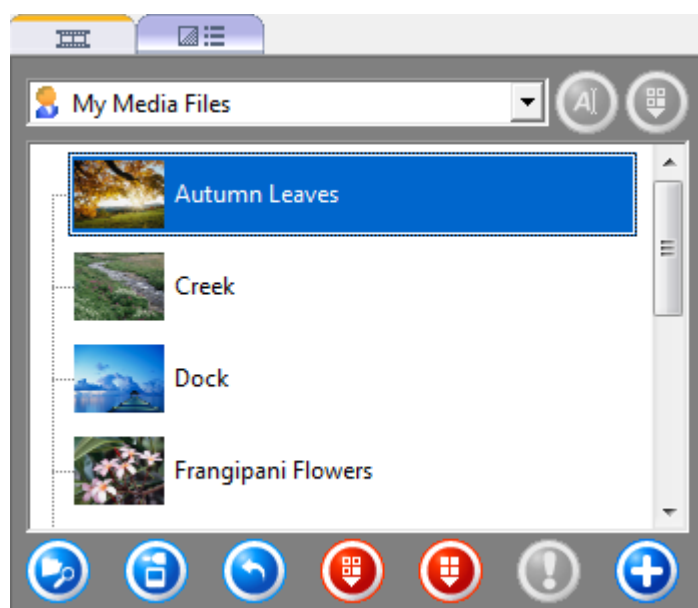 My Media Files
A
Autumn Leaves
Creek
Dock
Frangipani Flowers